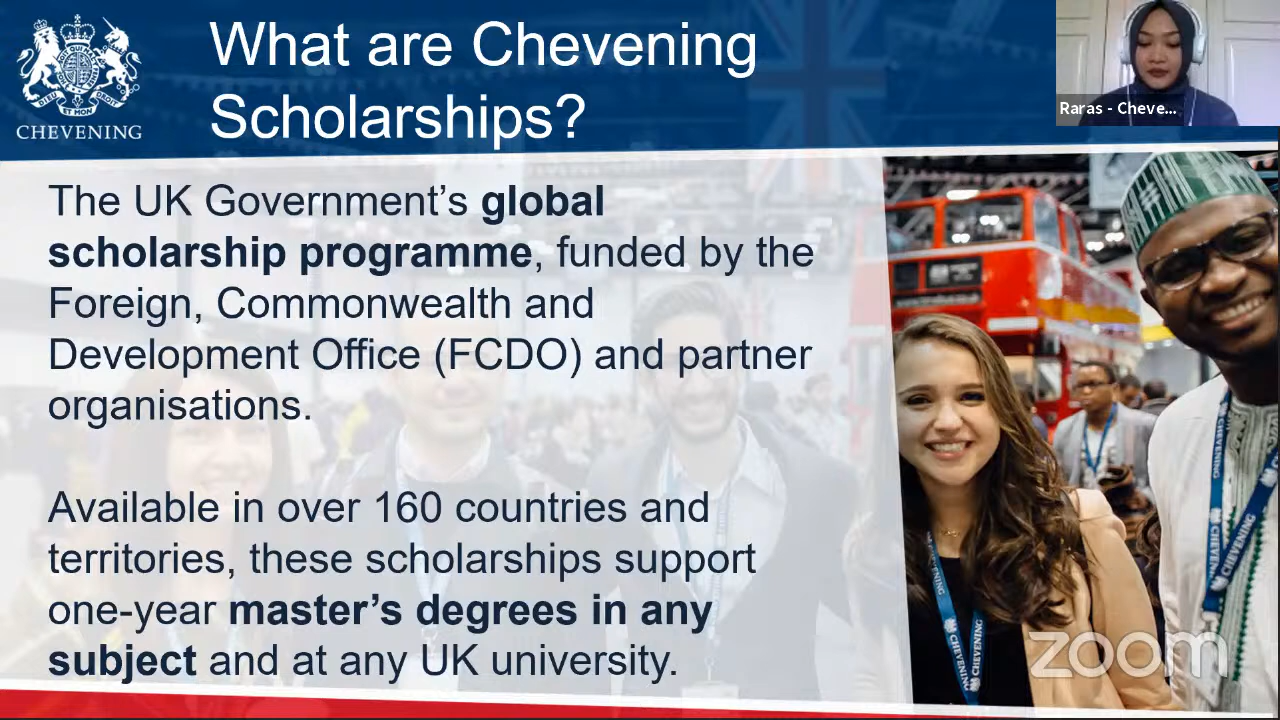 CHEVENING
What are Chevening
Scholarships?
Raras - Cheve...
The UK Government’s global
scholarship programme, funded by the
Foreign, Commonwealth and
Development Office (FCDO) and partner
organisations.
Available in over 160 countries and
territories, these scholarships support
one-year master’s degrees in any
subject and at any UK university.
CHEVENING
CHEVENING
CHEVENING
CHEVENING
zoom